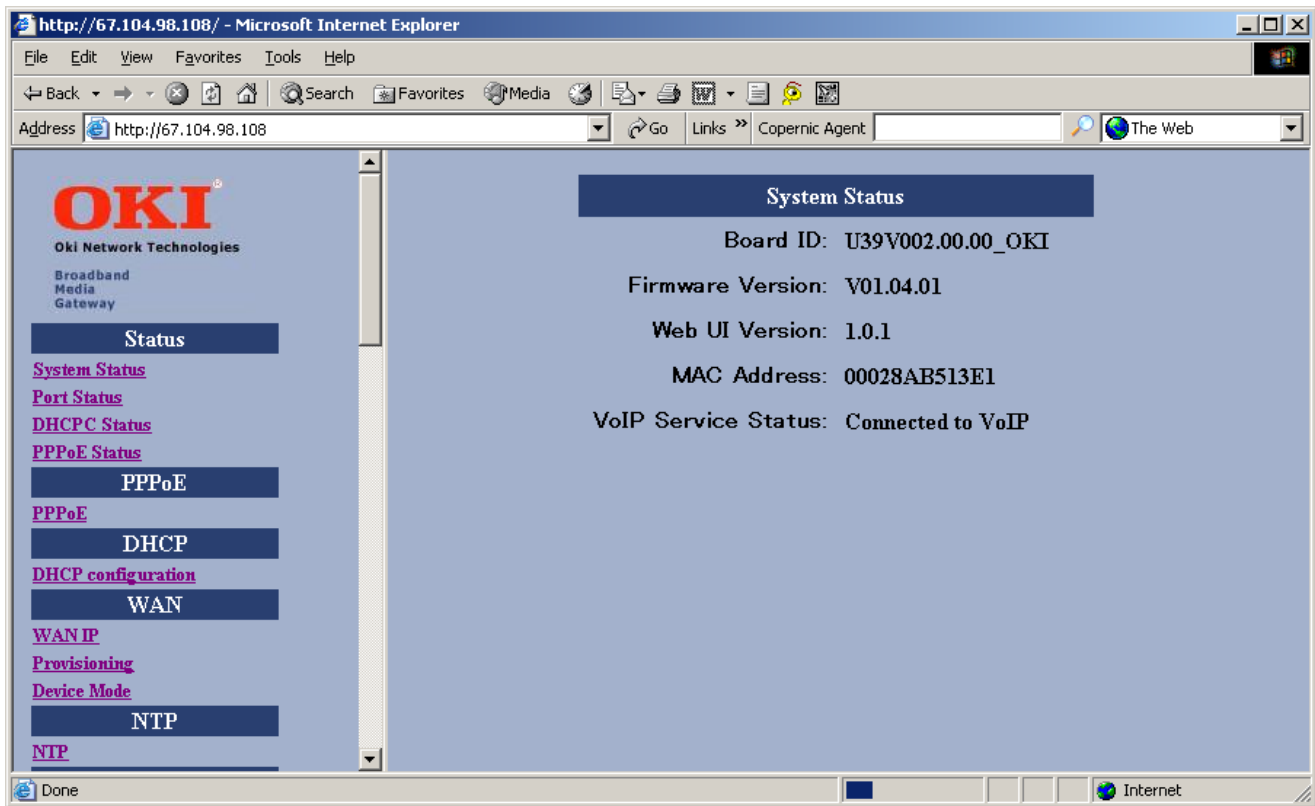 http://67.104.98.108/ - Microsoft Internet Explorer
File Edit View Favorites Tools Help
Back Search Favorites Media
Address http://67.104.98.108 Go Links » Copernic Agent The Web
OKI®
Oki Network Technologies
Broadband
Media
Gateway
Status
System Status
Port Status
DHCPC Status
PPPoE Status
PPPoE
PPPoE
DHCP
DHCP configuration
WAN
WAN IP
Provisioning
Device Mode
NTP
NTP
System Status
Board ID: U39V002.00.00_OKI
Firmware Version: V01.04.01
Web UI Version: 1.0.1
MAC Address: 00028AB513E1
VoIP Service Status: Connected to VoIP
Done Internet